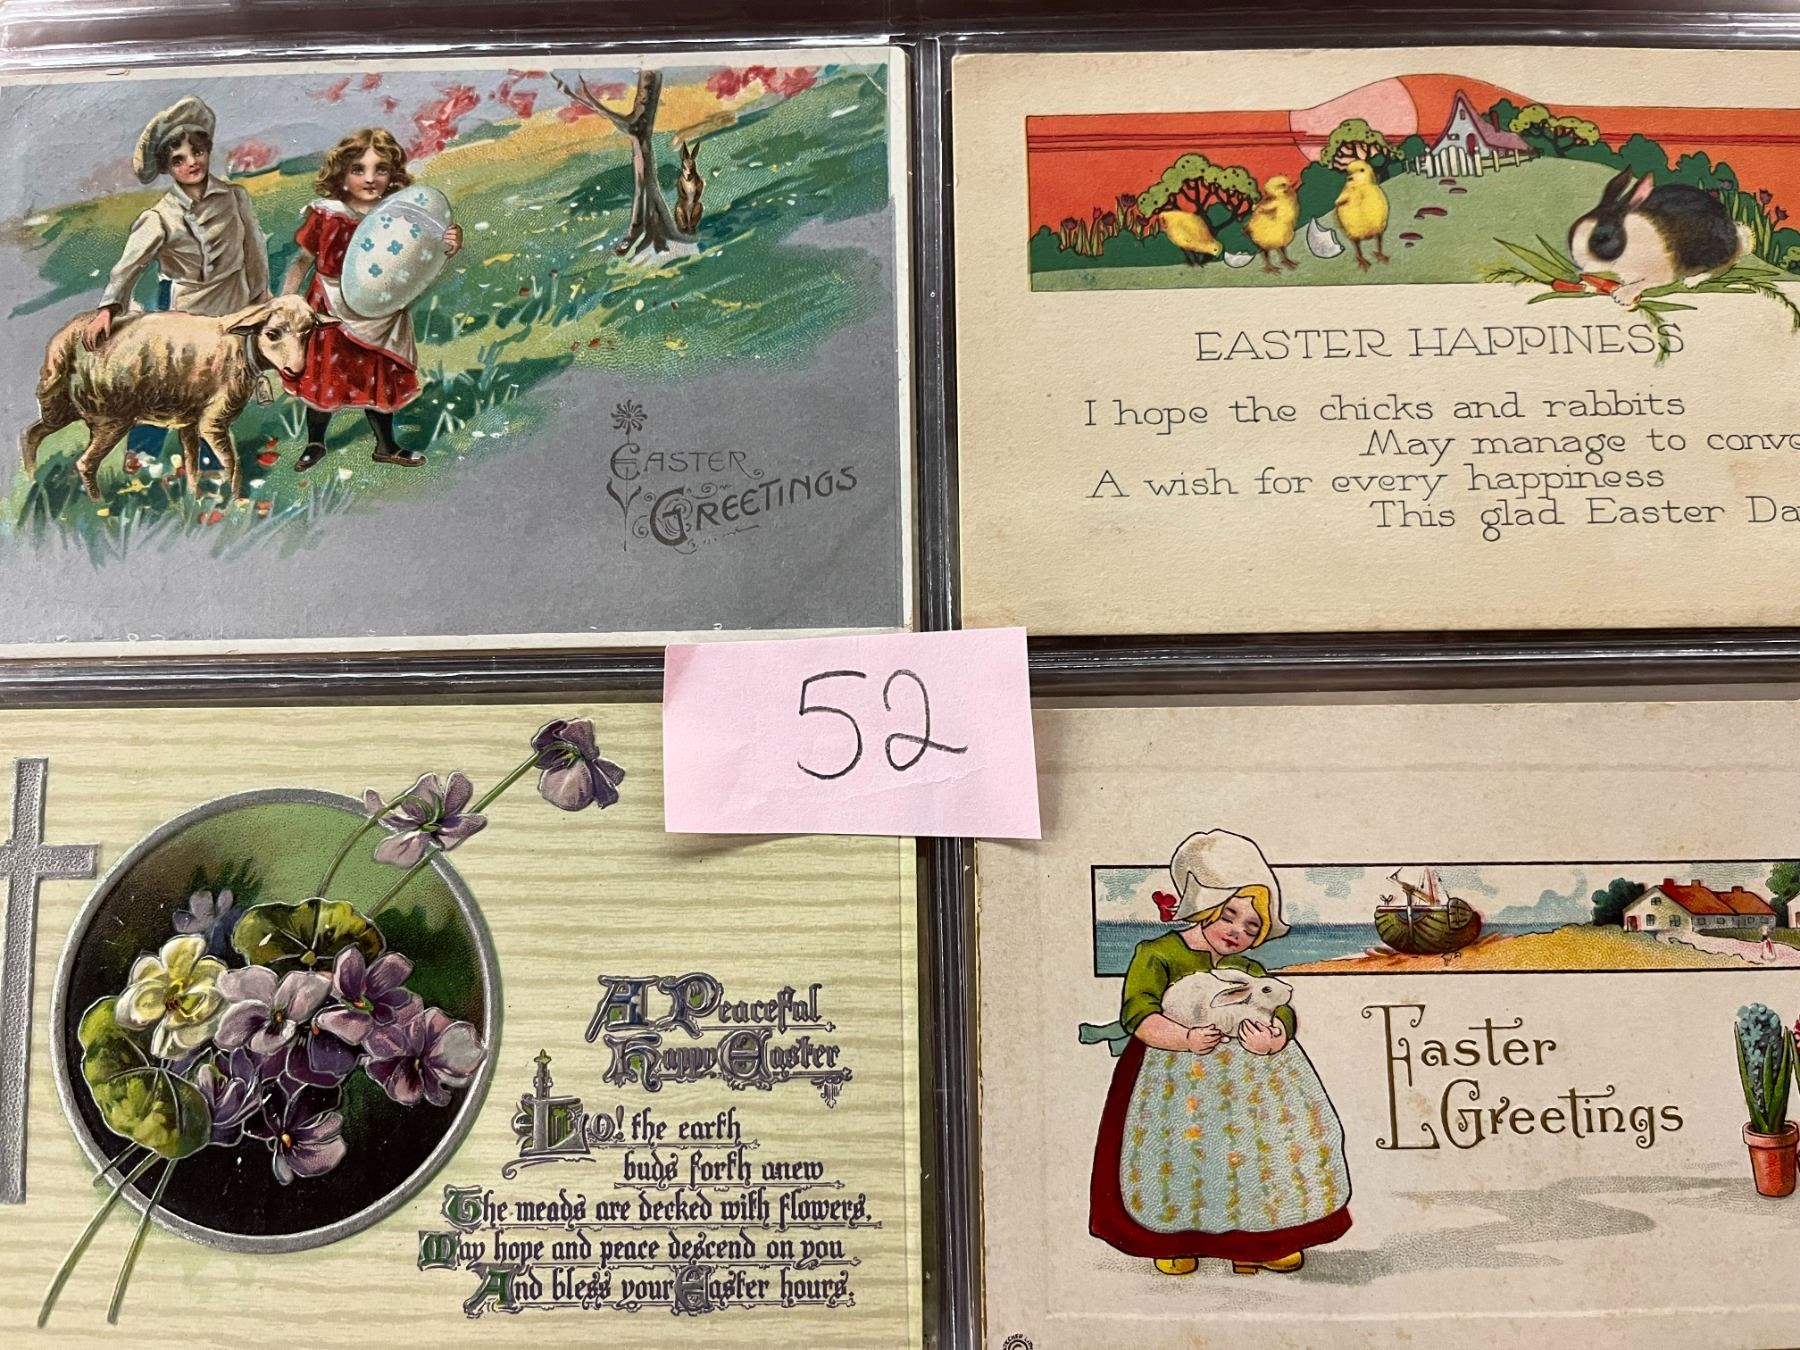 EASTER
GREETINGS
EASTER HAPPINESS
I hope the chicks and rabbits
May manage to
A wish for every happiness
This glad Easter
52
A Peaceful
Happy Easter
Lo! the earth
buds forth anew
The meads are decked with flowers,
May hope and peace descend on you
And bless your Easter hours.
Easter
Greetings